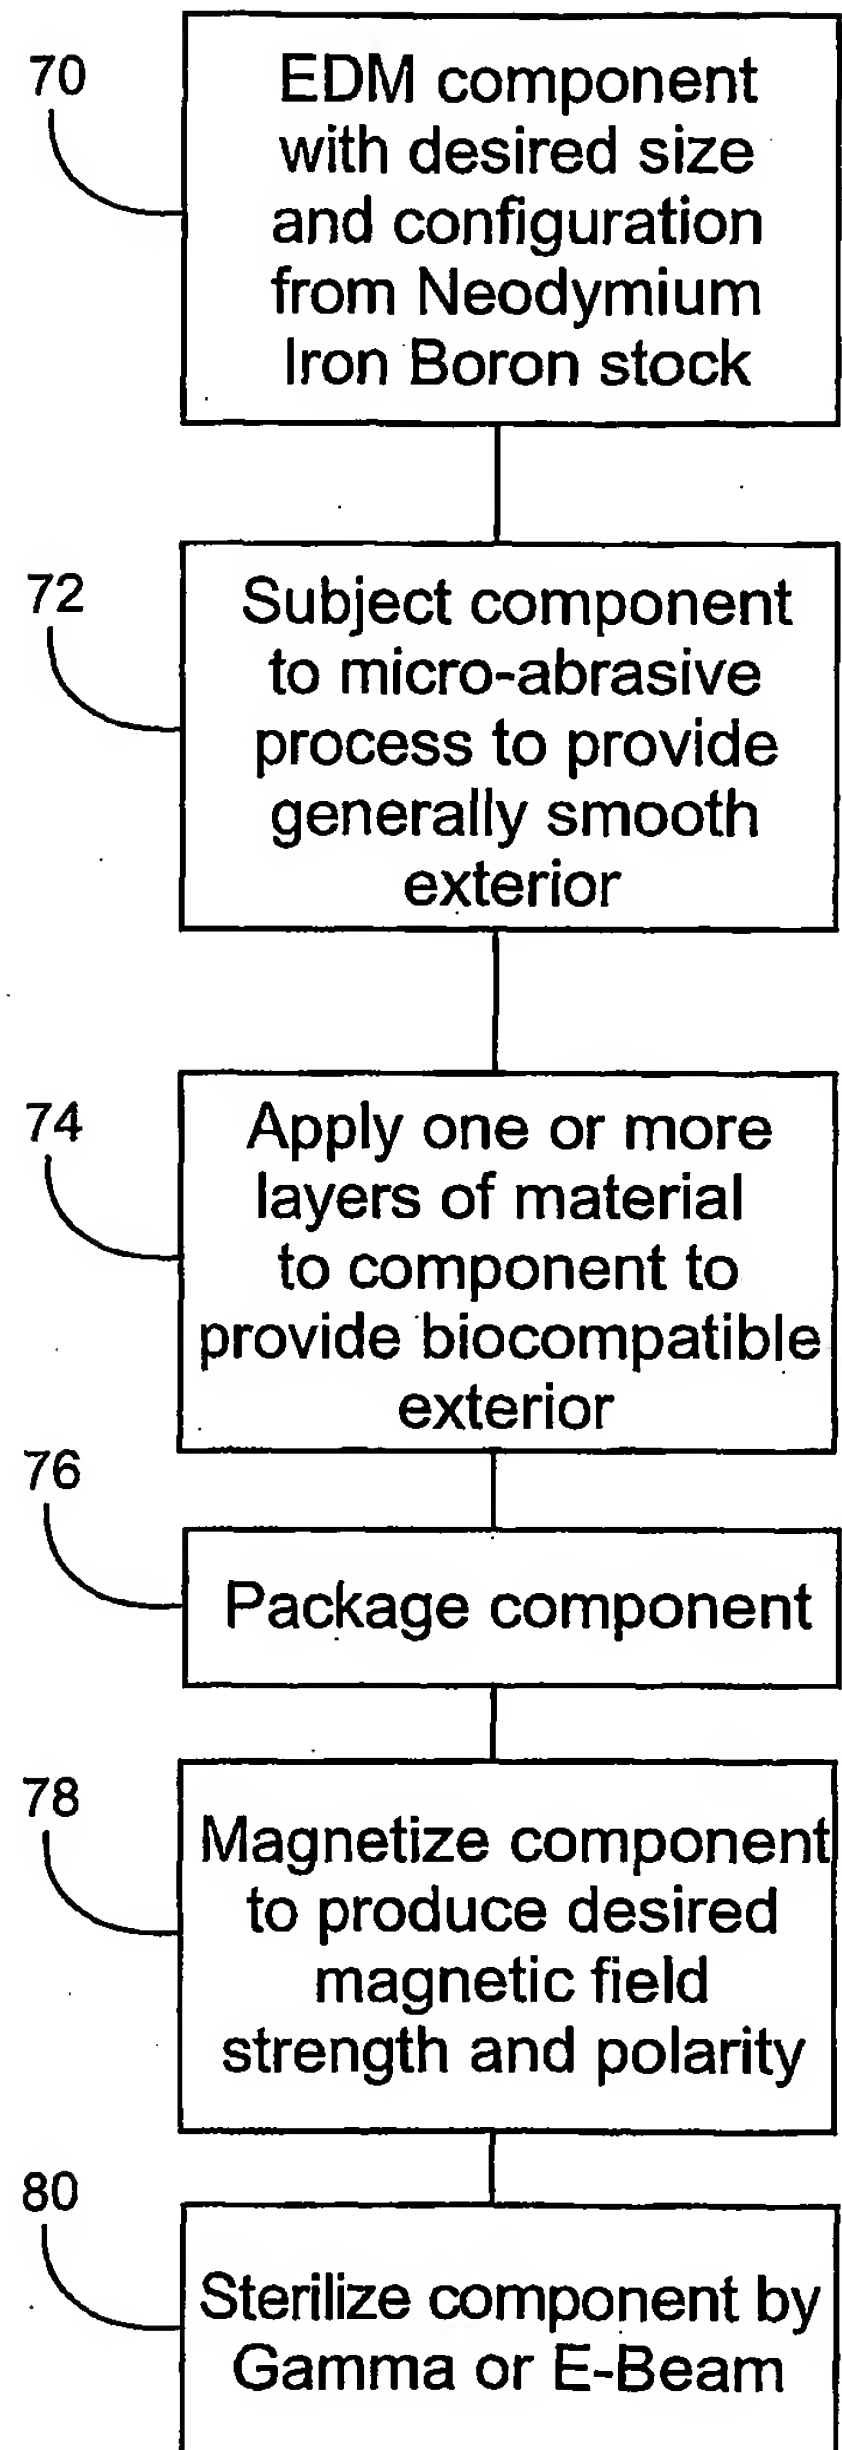 70
EDM component
with desired size
and configuration
from Neodymium
Iron Boron stock
72
Subject component
to micro-abrasive
process to provide
generally smooth
exterior
74
Apply one or more
layers of material
to component to
provide biocompatible
exterior
76
Package component
78
Magnetize component
to produce desired
magnetic field
strength and polarity
80
Sterilize component by
Gamma or E-Beam